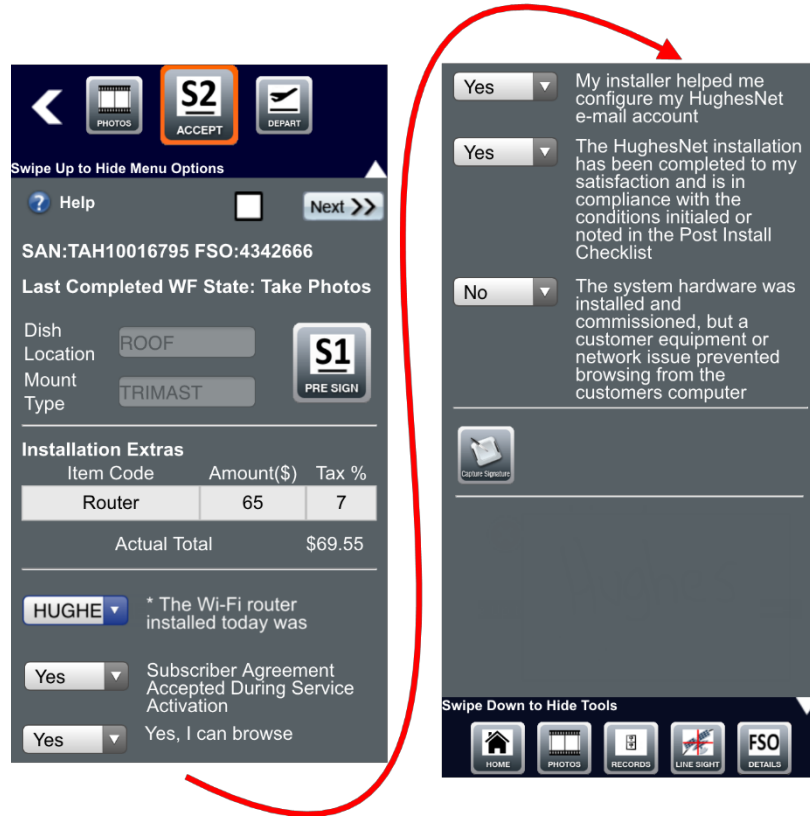 S2
PHOTOS
ACCEPT
DEPART
Swipe Up to Hide Menu Options
? Help
Next >>
SAN:TAH10016795 FSO:4342666
Last Completed WF State: Take Photos
Dish
Location
ROOF
Mount
Type
TRIMAST
S1
PRE SIGN
Installation Extras
Item Code Amount($) Tax %
Router 65 7
Actual Total $69.55
HUGHE
* The Wi-Fi router
installed today was
Yes
Subscriber Agreement
Accepted During Service
Activation
Yes
Yes, I can browse
Yes
My installer helped me
configure my HughesNet
e-mail account
Yes
The HughesNet installation
has been completed to my
satisfaction and is in
compliance with the
conditions initialed or
noted in the Post Install
Checklist
No
The system hardware was
installed and
commissioned, but a
customer equipment or
network issue prevented
browsing from the
customers computer
Capture Signature
Swipe Down to Hide Tools
FSO
HOME
PHOTOS
RECORDS
LINE SIGHT
DETAILS